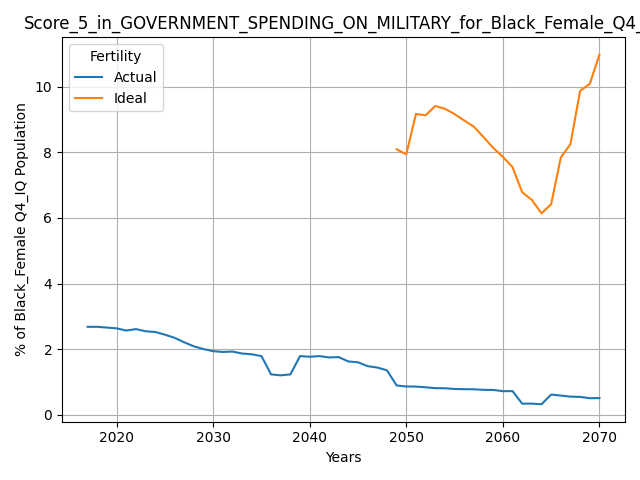 Score_5_in_GOVERNMENT_SPENDING_ON_MILITARY_for_Black_Female_Q4_
Fertility
Actual
Ideal
% of Black_Female Q4_IQ Population
10
8
6
4
2
0
2020 2030 2040 2050 2060 2070
Years